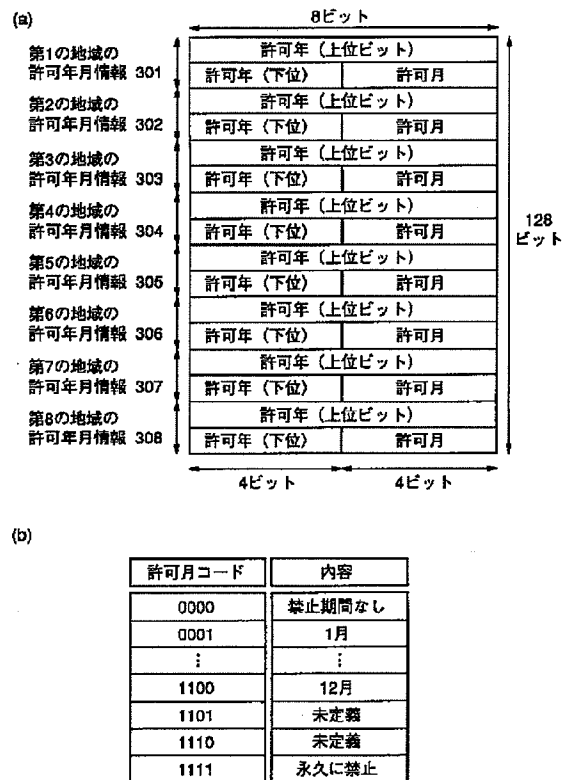 (a)
8ビット
第1の地域の
許可年月情報 301
許可年（上位ビット）
許可年（下位） 許可月
第2の地域の
許可年月情報 302
許可年（上位ビット）
許可年（下位） 許可月
第3の地域の
許可年月情報 303
許可年（上位ビット）
許可年（下位） 許可月
第4の地域の
許可年月情報 304
許可年（上位ビット）
許可年（下位） 許可月
第5の地域の
許可年月情報 305
許可年（上位ビット）
許可年（下位） 許可月
第6の地域の
許可年月情報 306
許可年（上位ビット）
許可年（下位） 許可月
第7の地域の
許可年月情報 307
許可年（上位ビット）
許可年（下位） 許可月
第8の地域の
許可年月情報 308
許可年（上位ビット）
許可年（下位） 許可月
128
ビット
4ビット 4ビット
(b)
許可月コード 内容
0000 禁止期間なし
0001 1月
⋮ ⋮
1100 12月
1101 未定義
1110 未定義
1111 永久に禁止